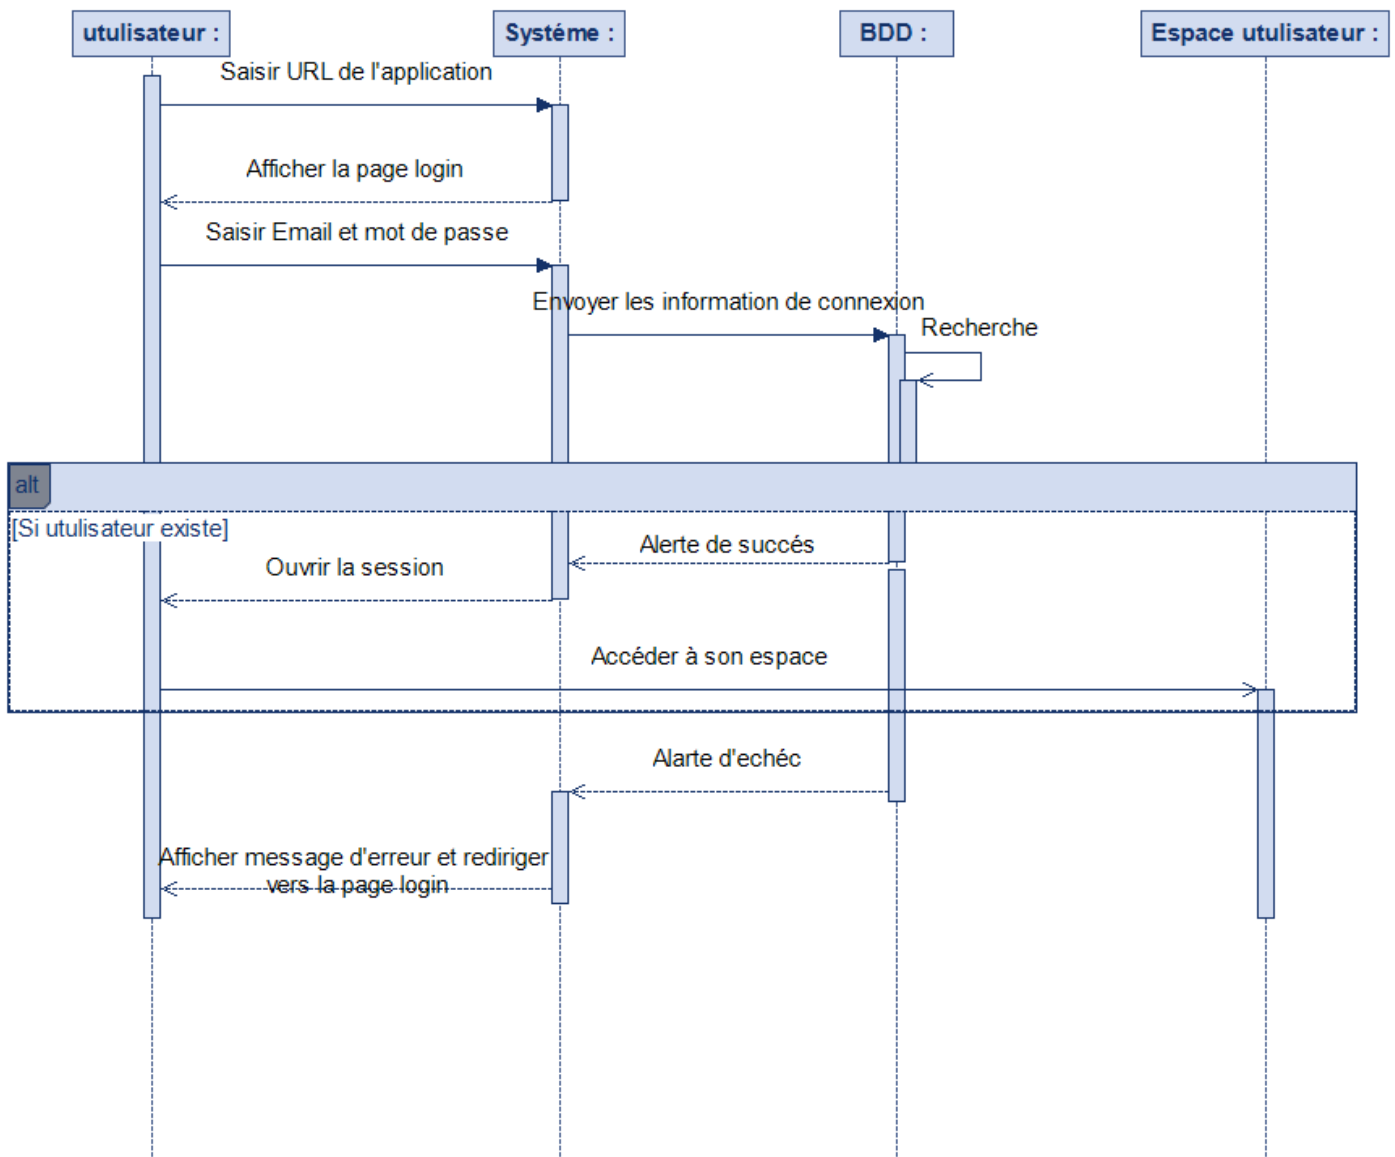 utulisateur :
Systéme :
BDD :
Espace utulisateur :
Saisir URL de l'application
Afficher la page login
Saisir Email et mot de passe
Envoyer les information de connexion
Recherche
alt
[Si utulisateur existe]
Alerte de succés
Ouvrir la session
Accéder à son espace
Alarte d'echéc
Afficher message d'erreur et rediriger
vers la page login